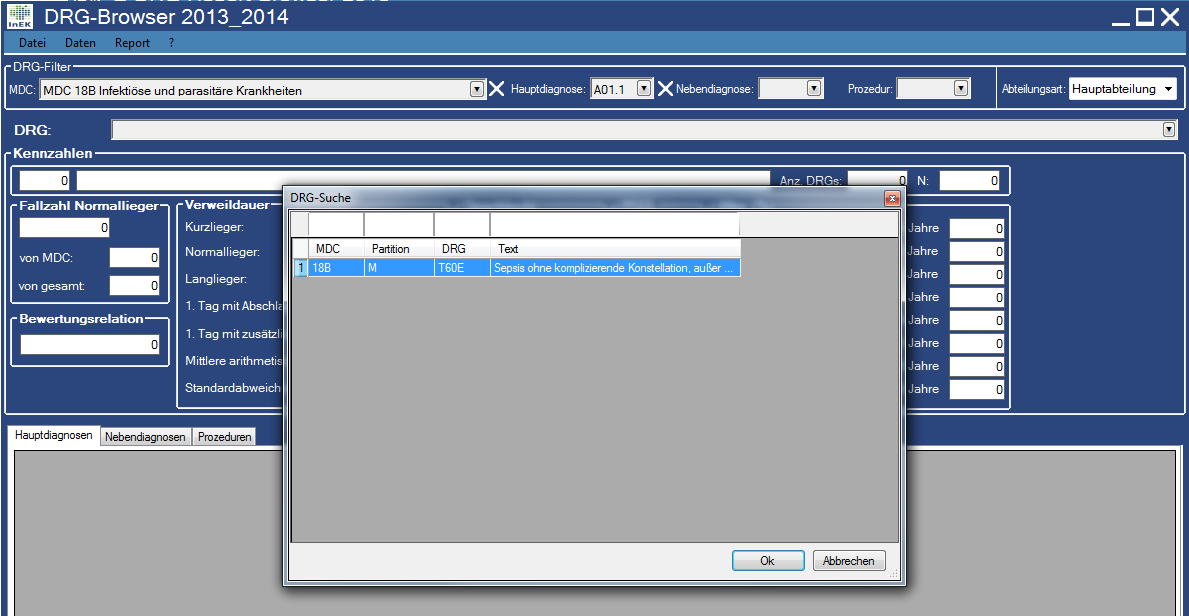 InEK DRG-Browser 2013_2014
Datei Daten Report ?
DRG-Filter
MDC: MDC 18B Infektiöse und parasitäre Krankheiten Hauptdiagnose: A01.1 Nebendiagnose: Prozedur: Abteilungsart: Hauptabteilung
DRG:
Kennzahlen
0 Anz. DRGs: 0 N: 0
Fallzahl Normallieger
0
von MDC: 0
von gesamt: 0
Bewertungsrelation
0
Verweildauer
Kurzlieger:
Normallieger:
Langlieger:
1. Tag mit Abschla
1. Tag mit zusätzli
Mittlere arithmetis
Standardabweich
DRG-Suche
MDC Partition DRG Text
1 18B M T60E Sepsis ohne komplizierende Konstellation, außer ...
Ok Abbrechen
Jahre 0
Jahre 0
Jahre 0
Jahre 0
Jahre 0
Jahre 0
Jahre 0
Jahre 0
Hauptdiagnosen Nebendiagnosen Prozeduren